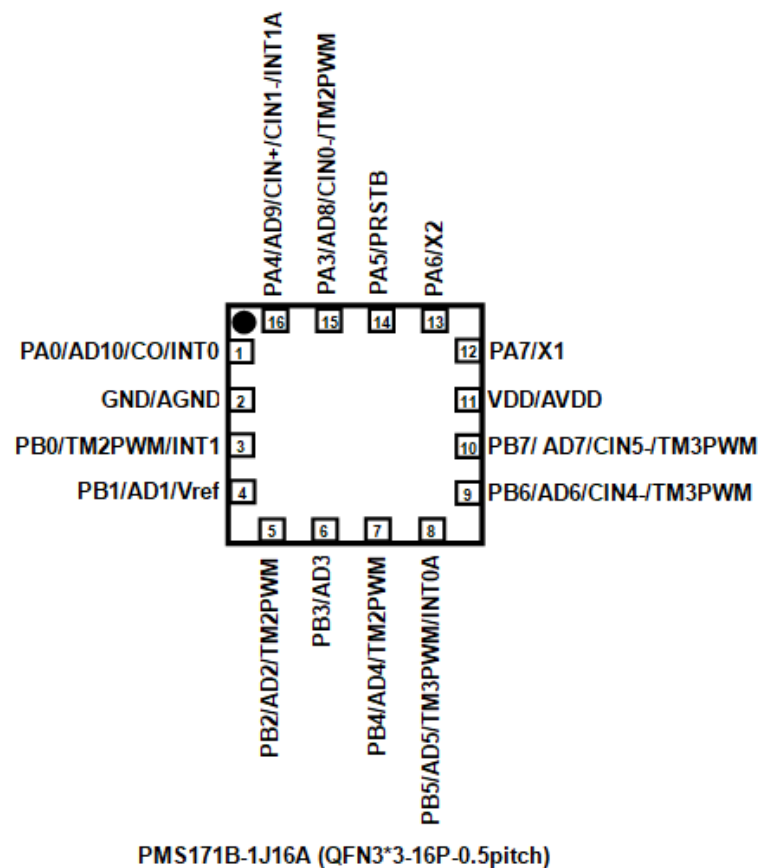 PA4/AD9/CIN+/CIN1-/INT1A
PA3/AD8/CIN0-/TM2PWM
PA5/PRSTB
PA6/X2
16
15
14
13
PA0/AD10/CO/INT0
1
GND/AGND
2
PB0/TM2PWM/INT1
3
PB1/AD1/Vref
4
12
PA7/X1
11
VDD/AVDD
10
PB7/ AD7/CIN5-/TM3PWM
9
PB6/AD6/CIN4-/TM3PWM
5
6
7
8
PB2/AD2/TM2PWM
PB3/AD3
PB4/AD4/TM2PWM
PB5/AD5/TM3PWM/INT0A
PMS171B-1J16A (QFN3*3-16P-0.5pitch)